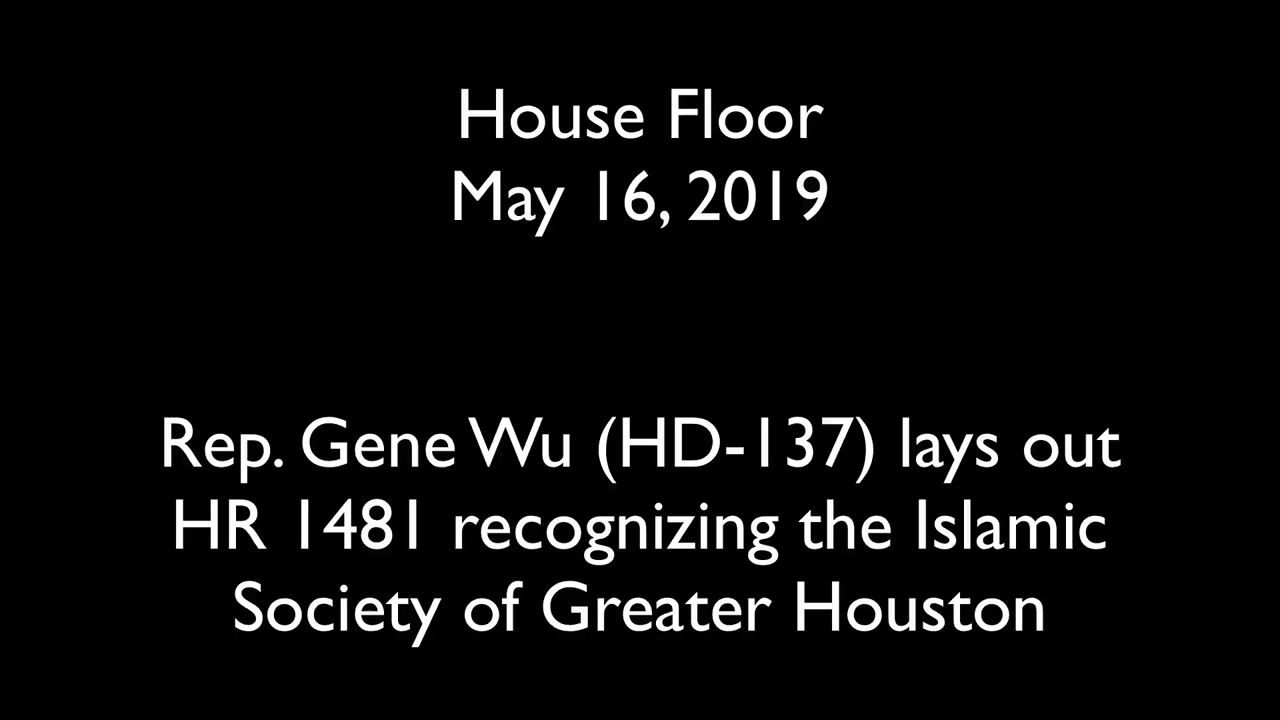 House Floor
May 16, 2019
Rep. Gene Wu (HD-137) lays out
HR 1481 recognizing the Islamic
Society of Greater Houston